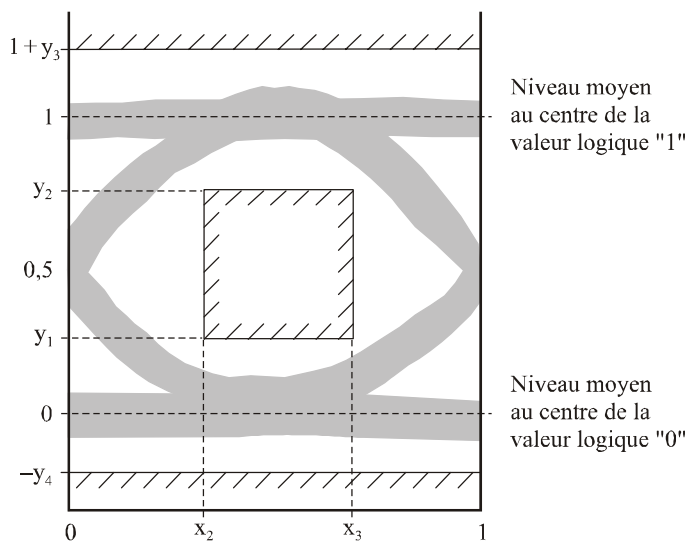 1 + y₃
1
Niveau moyen
au centre de la
valeur logique "1"
y₂
0,5
y₁
0
Niveau moyen
au centre de la
valeur logique "0"
–y₄
0
x₂
x₃
1